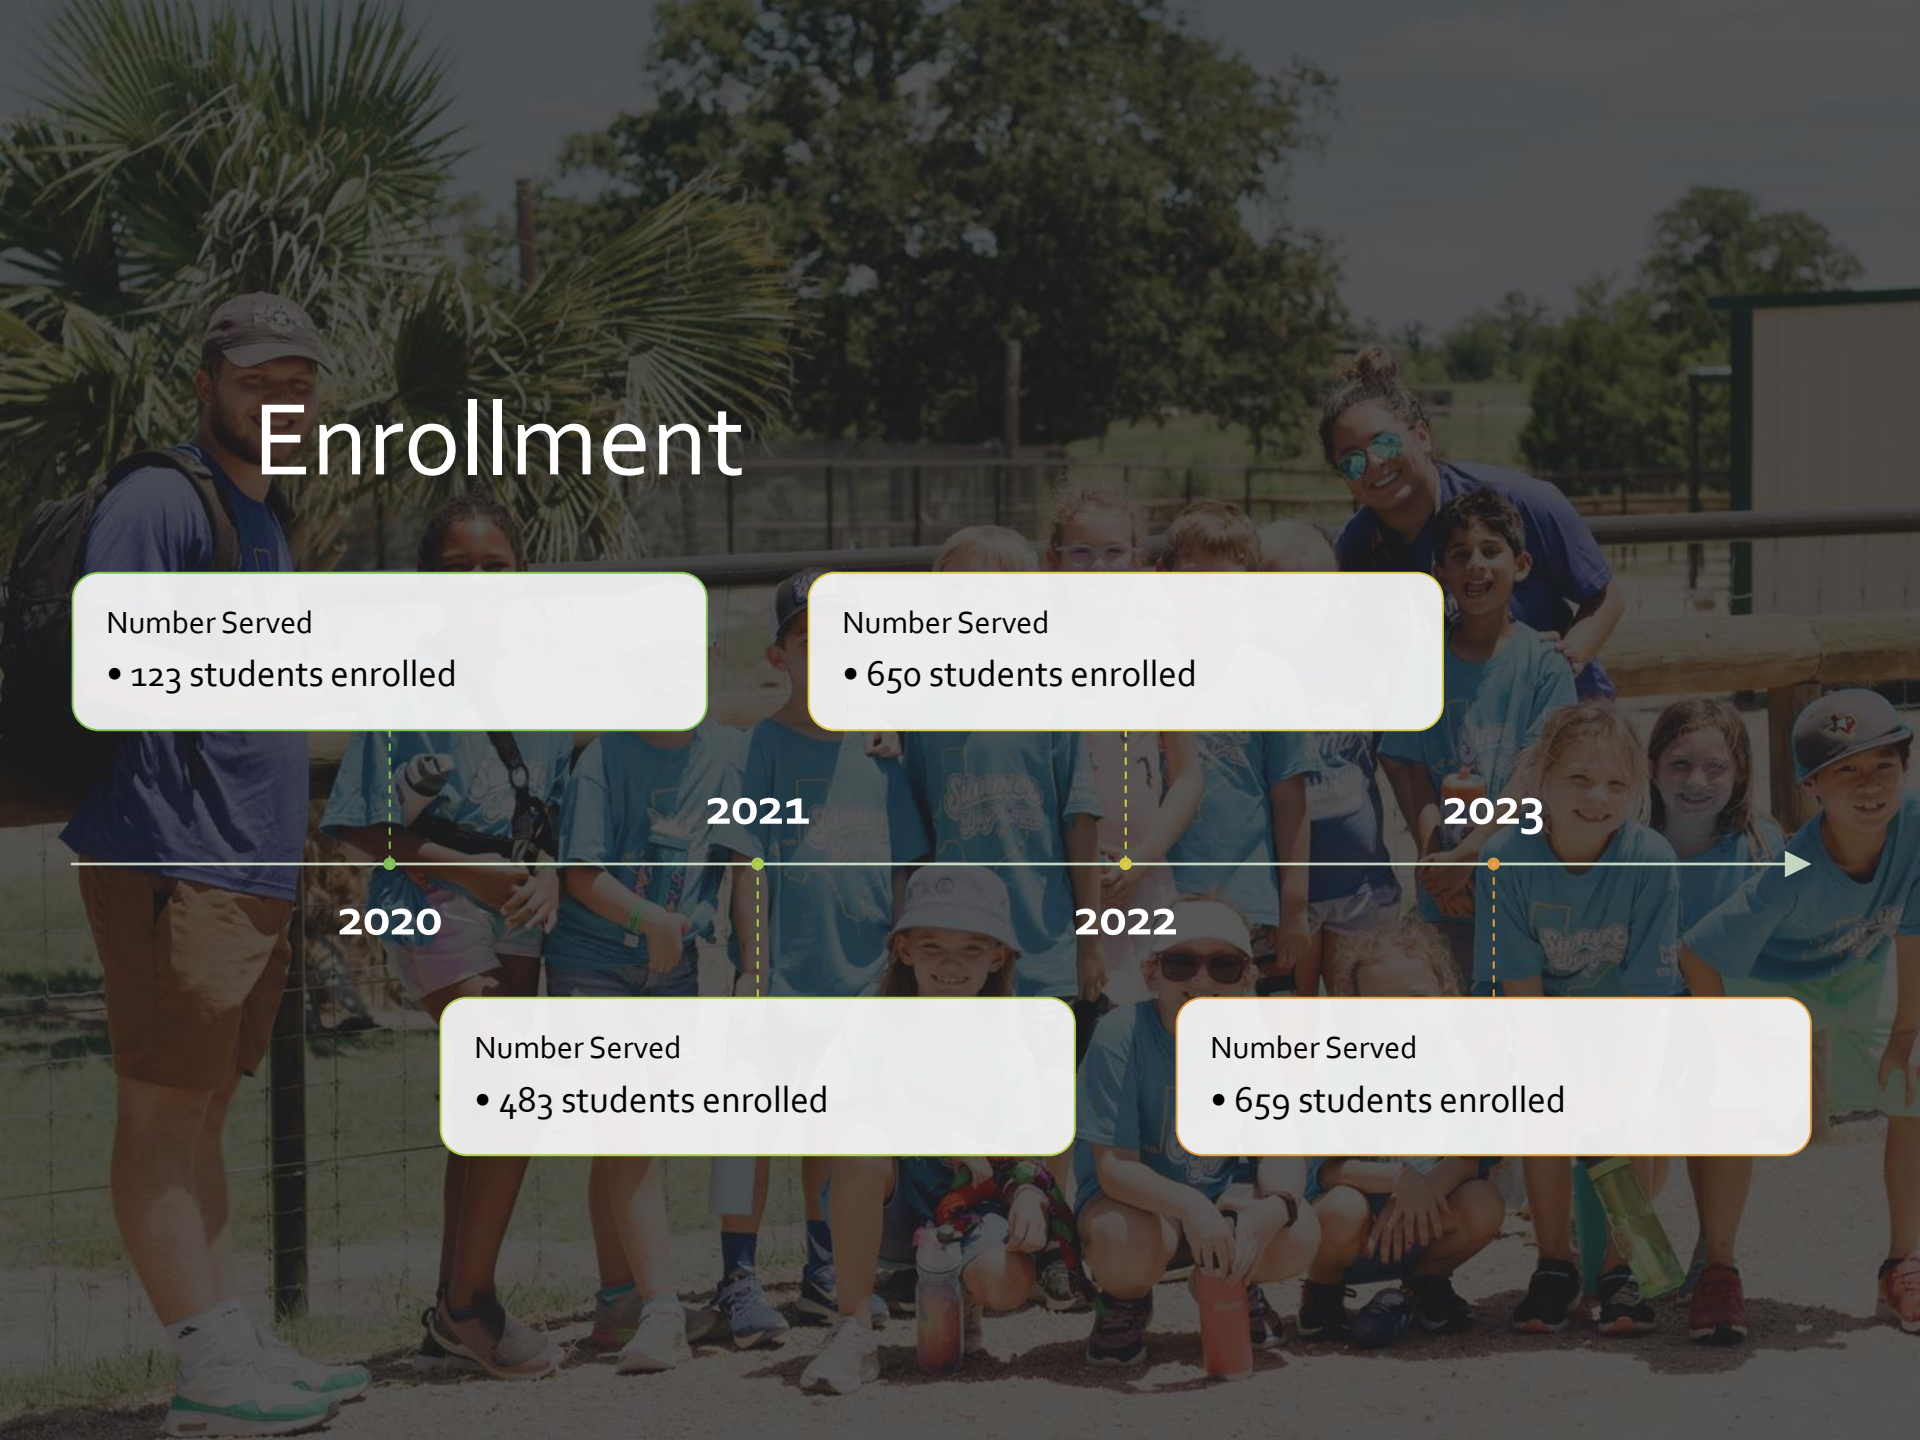 Enrollment
Number Served
• 123 students enrolled
2020
2021
Number Served
• 483 students enrolled
Number Served
• 650 students enrolled
2022
2023
Number Served
• 659 students enrolled